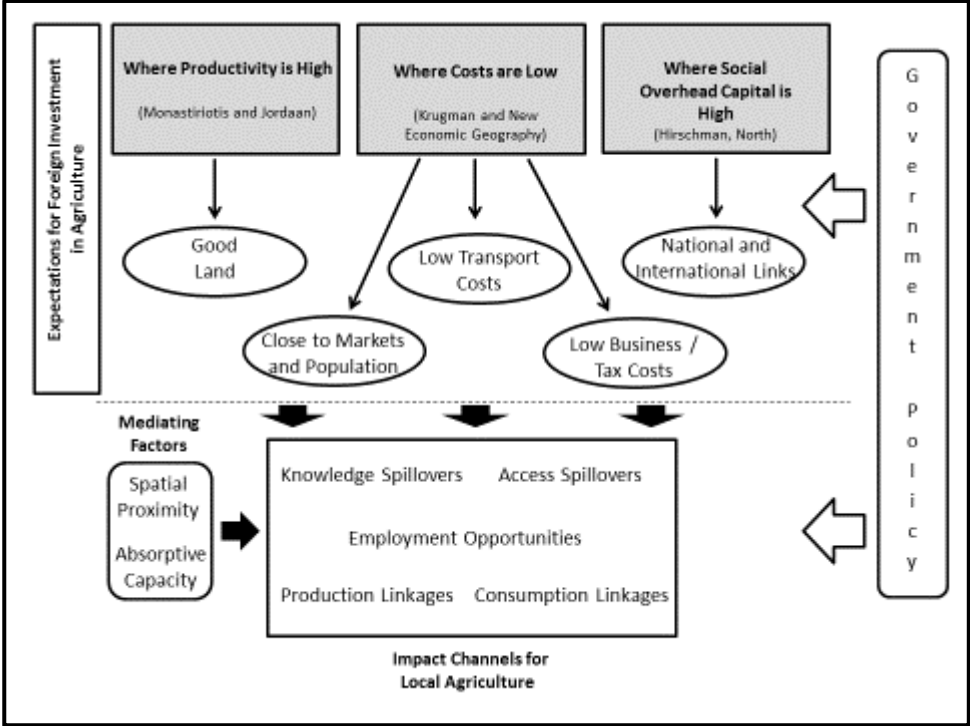 Expectations for Foreign Investment
in Agriculture
Where Productivity is High
(Monastiriotis and Jordaan)
Where Costs are Low
(Krugman and New
Economic Geography)
Where Social
Overhead Capital is
High
(Hirschman, North)
Good
Land
Low Transport
Costs
National and
International Links
Close to Markets
and Population
Low Business /
Tax Costs
Government Policy
Mediating
Factors
Spatial
Proximity
Absorptive
Capacity
Knowledge Spillovers
Access Spillovers
Employment Opportunities
Production Linkages
Consumption Linkages
Impact Channels for
Local Agriculture